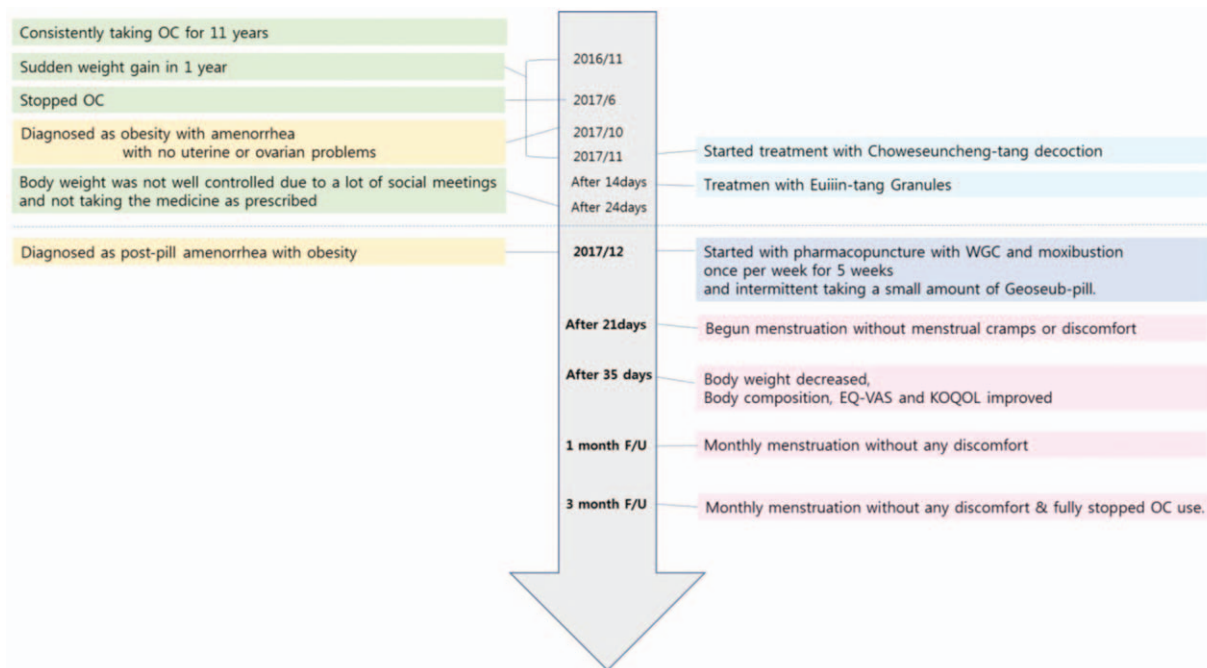 Consistently taking OC for 11 years
Sudden weight gain in 1 year
2016/11
Stopped OC
2017/6
Diagnosed as obesity with amenorrhea
with no uterine or ovarian problems
2017/10
2017/11
Started treatment with Choweseuncheng-tang decoction
Body weight was not well controlled due to a lot of social meetings
and not taking the medicine as prescribed
After 14days
Treatmen with Euiiin-tang Granules
After 24days
Diagnosed as post-pill amenorrhea with obesity
2017/12
Started with pharmacopuncture with WGC and moxibustion
once per week for 5 weeks
and intermittent taking a small amount of Geoseub-pill.
After 21days
Begun menstruation without menstrual cramps or discomfort
After 35 days
Body weight decreased,
Body composition, EQ-VAS and KOQOL improved
1 month F/U
Monthly menstruation without any discomfort
3 month F/U
Monthly menstruation without any discomfort & fully stopped OC use.